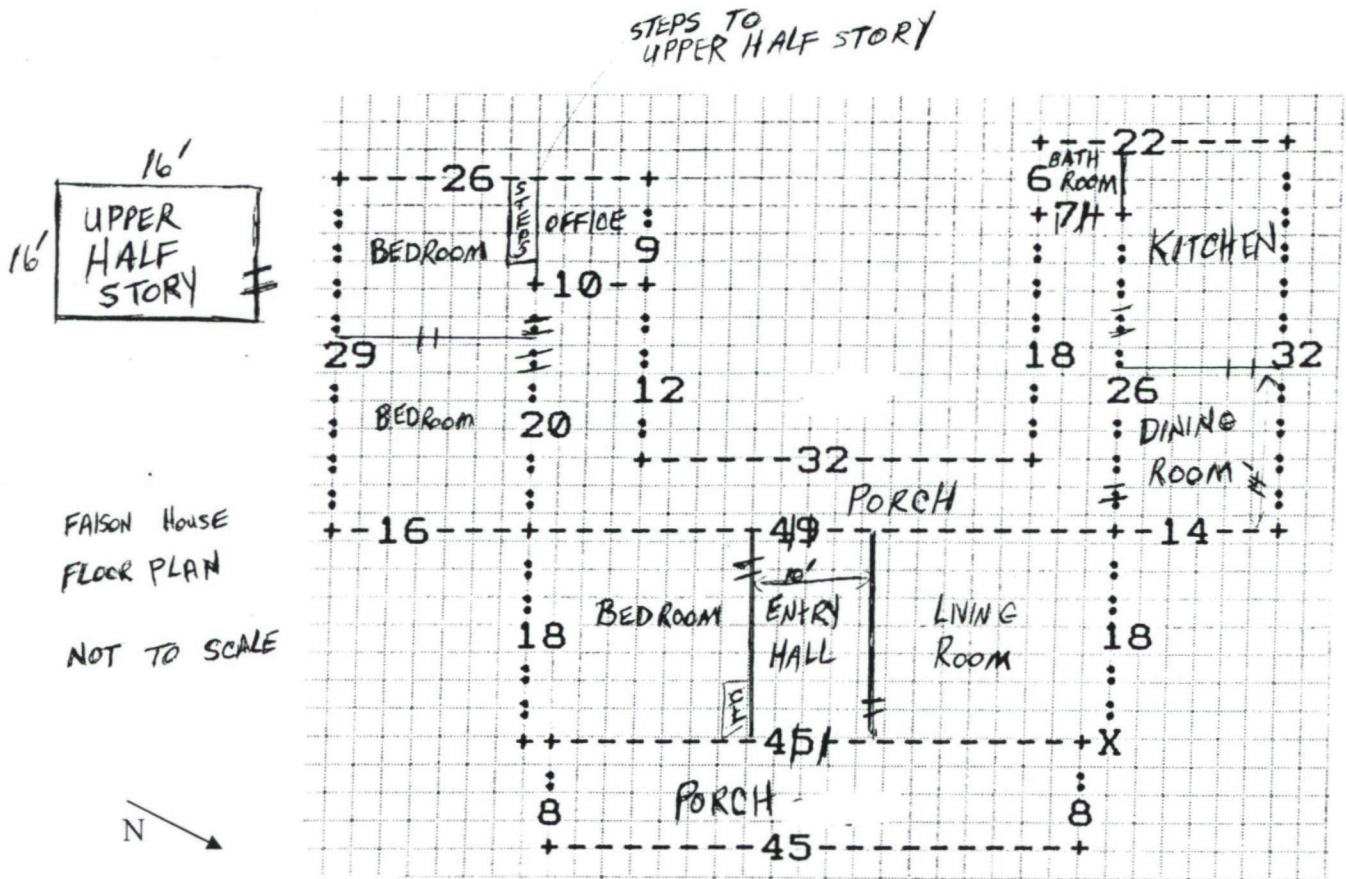 STEPS TO
UPPER HALF STORY
16'
16'
UPPER
HALF
STORY
26
STEPS
OFFICE
BEDROOM
9
10
29
BEDROOM
20
12
22
6
BATH
ROOM
7
KITCHEN
18
26
32
DINING
ROOM
32
PORCH
FAISON HOUSE
FLOOR PLAN
NOT TO SCALE
16
49
14
10'
BEDROOM
ENTRY
HALL
LIVING
ROOM
18
18
45
X
PORCH
8
8
45
N